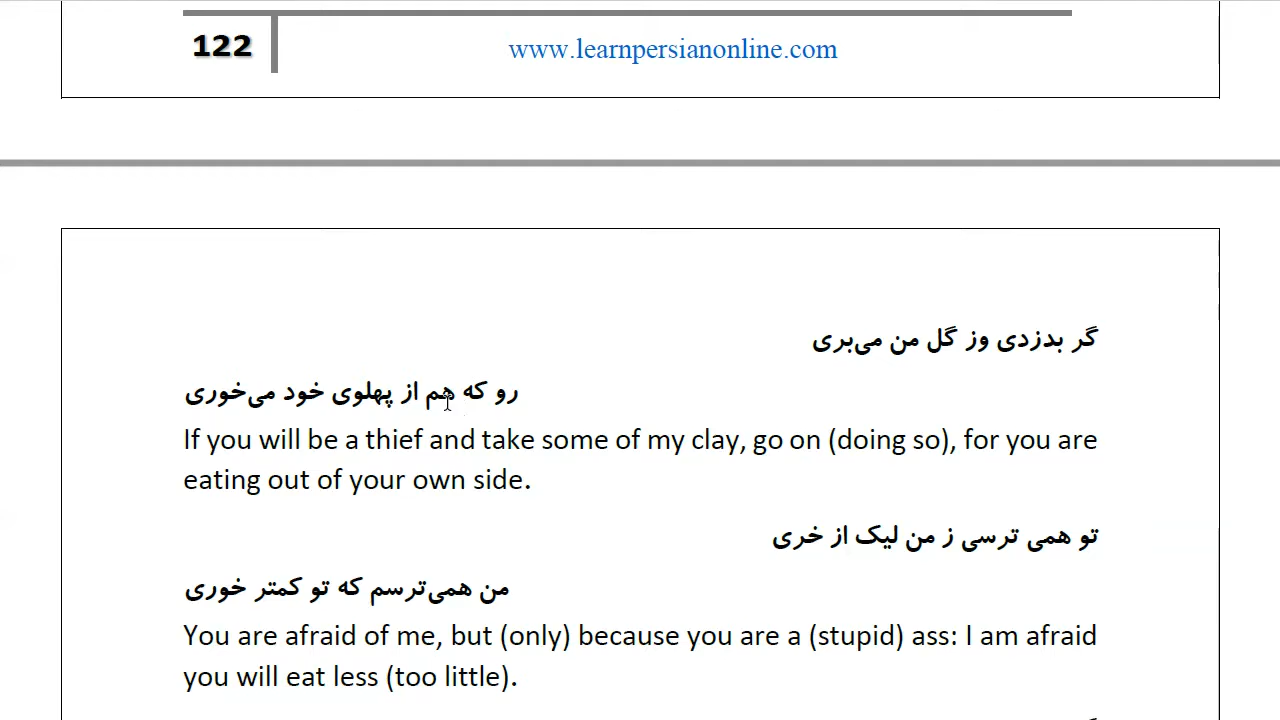 122
www.learnpersianonline.com
گر بدزدی وز گل من می‌بری
رو که هم از پهلوی خود می‌خوری
If you will be a thief and take some of my clay, go on (doing so), for you are
eating out of your own side.
تو همی ترسی ز من لیک از خری
من همی‌ترسم که تو کمتر خوری
You are afraid of me, but (only) because you are a (stupid) ass: I am afraid
you will eat less (too little).